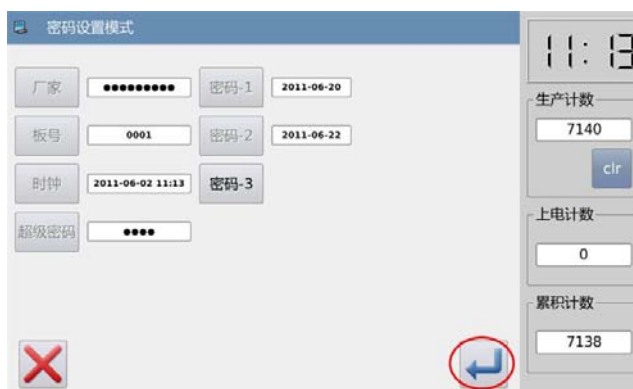 密码设置模式
厂家 ●●●●●●●●● 密码-1 2011-06-20
板号 0001 密码-2 2011-06-22
时钟 2011-06-02 11:13 密码-3
超级密码 ●●●●
11:13
生产计数
7140
clr
上电计数
0
累积计数
7138